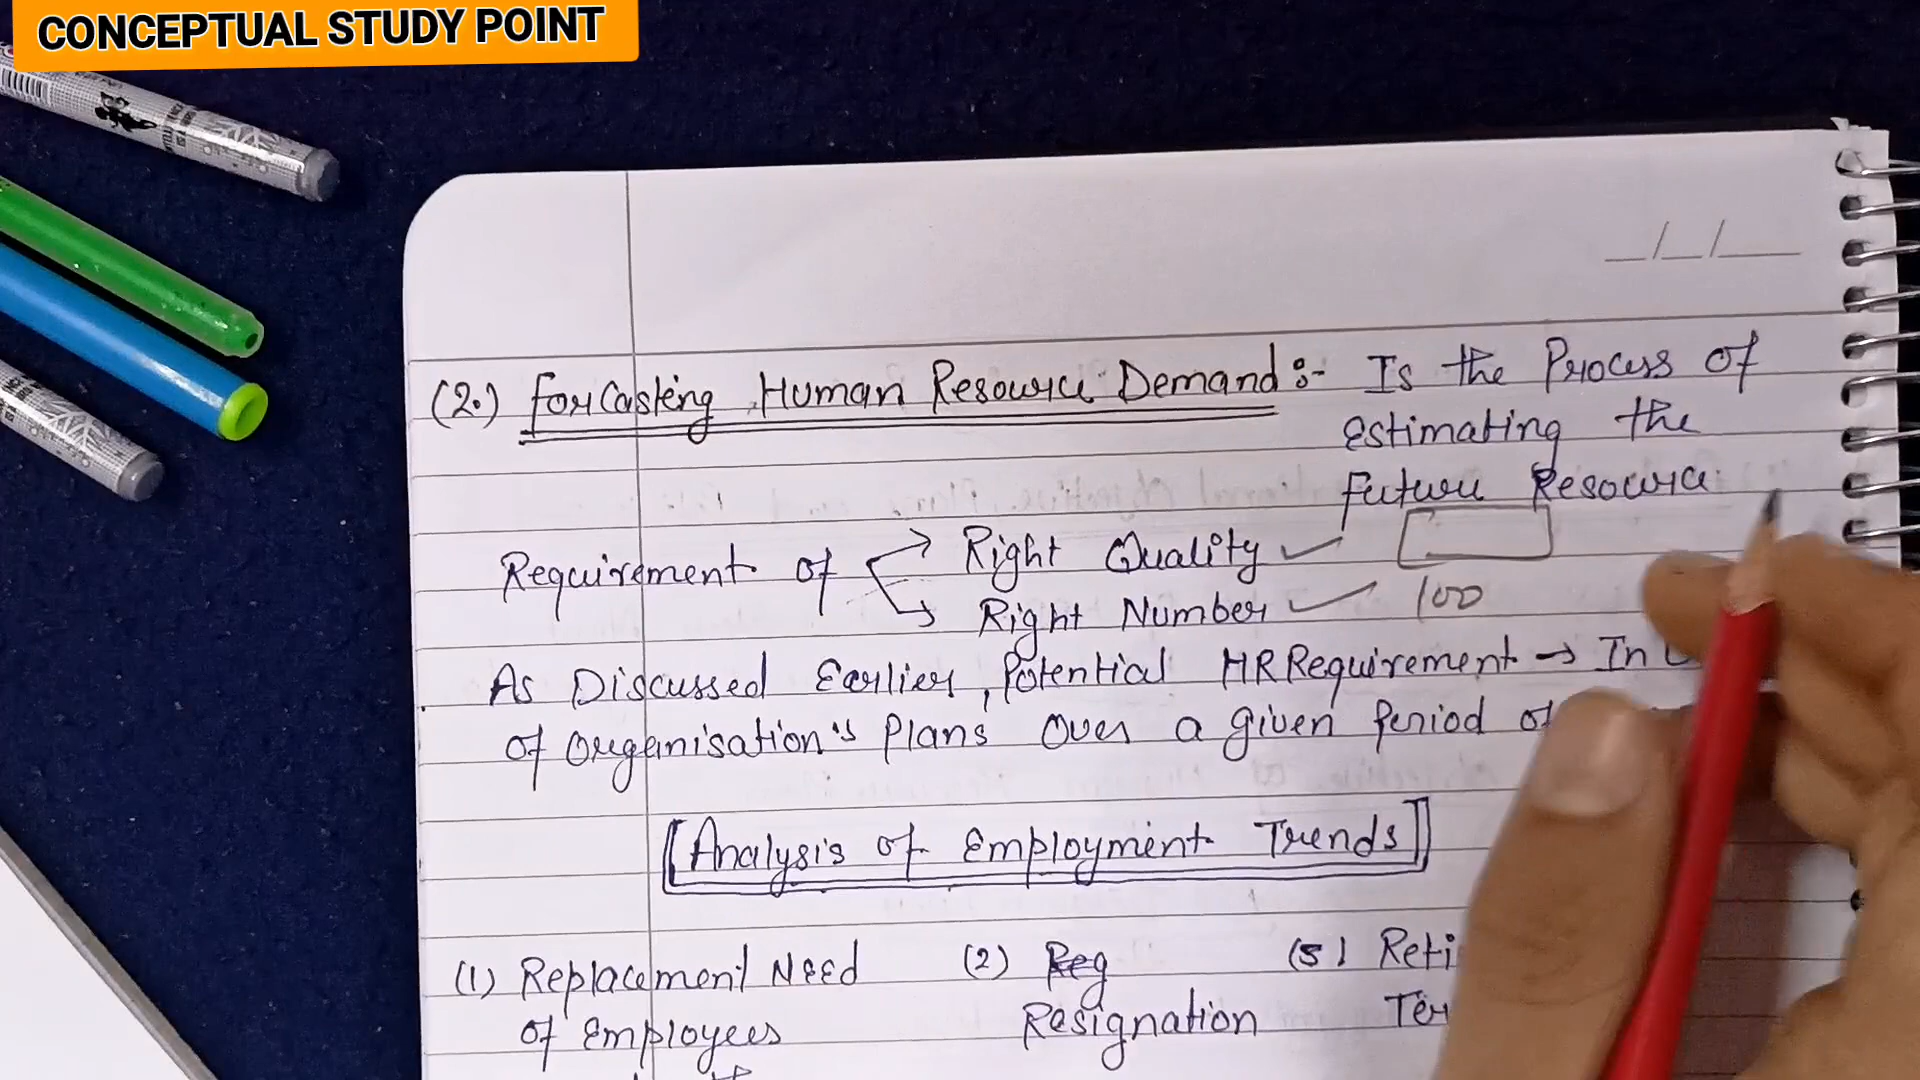 CONCEPTUAL STUDY POINT
(2.) Forcasting Human Resource Demand :- Is the Process of
estimating the
future Resource
Requirement of → Right Quality ✓
→ Right Number ✓ 100
As Discussed Earlier, Potential HR Requirement → In
of Organisation's Plans Over a given Period of
[Analysis of Employment Trends]
(1) Replacement Need (2) Reg (5) Reti
of Employees Resignation Ter